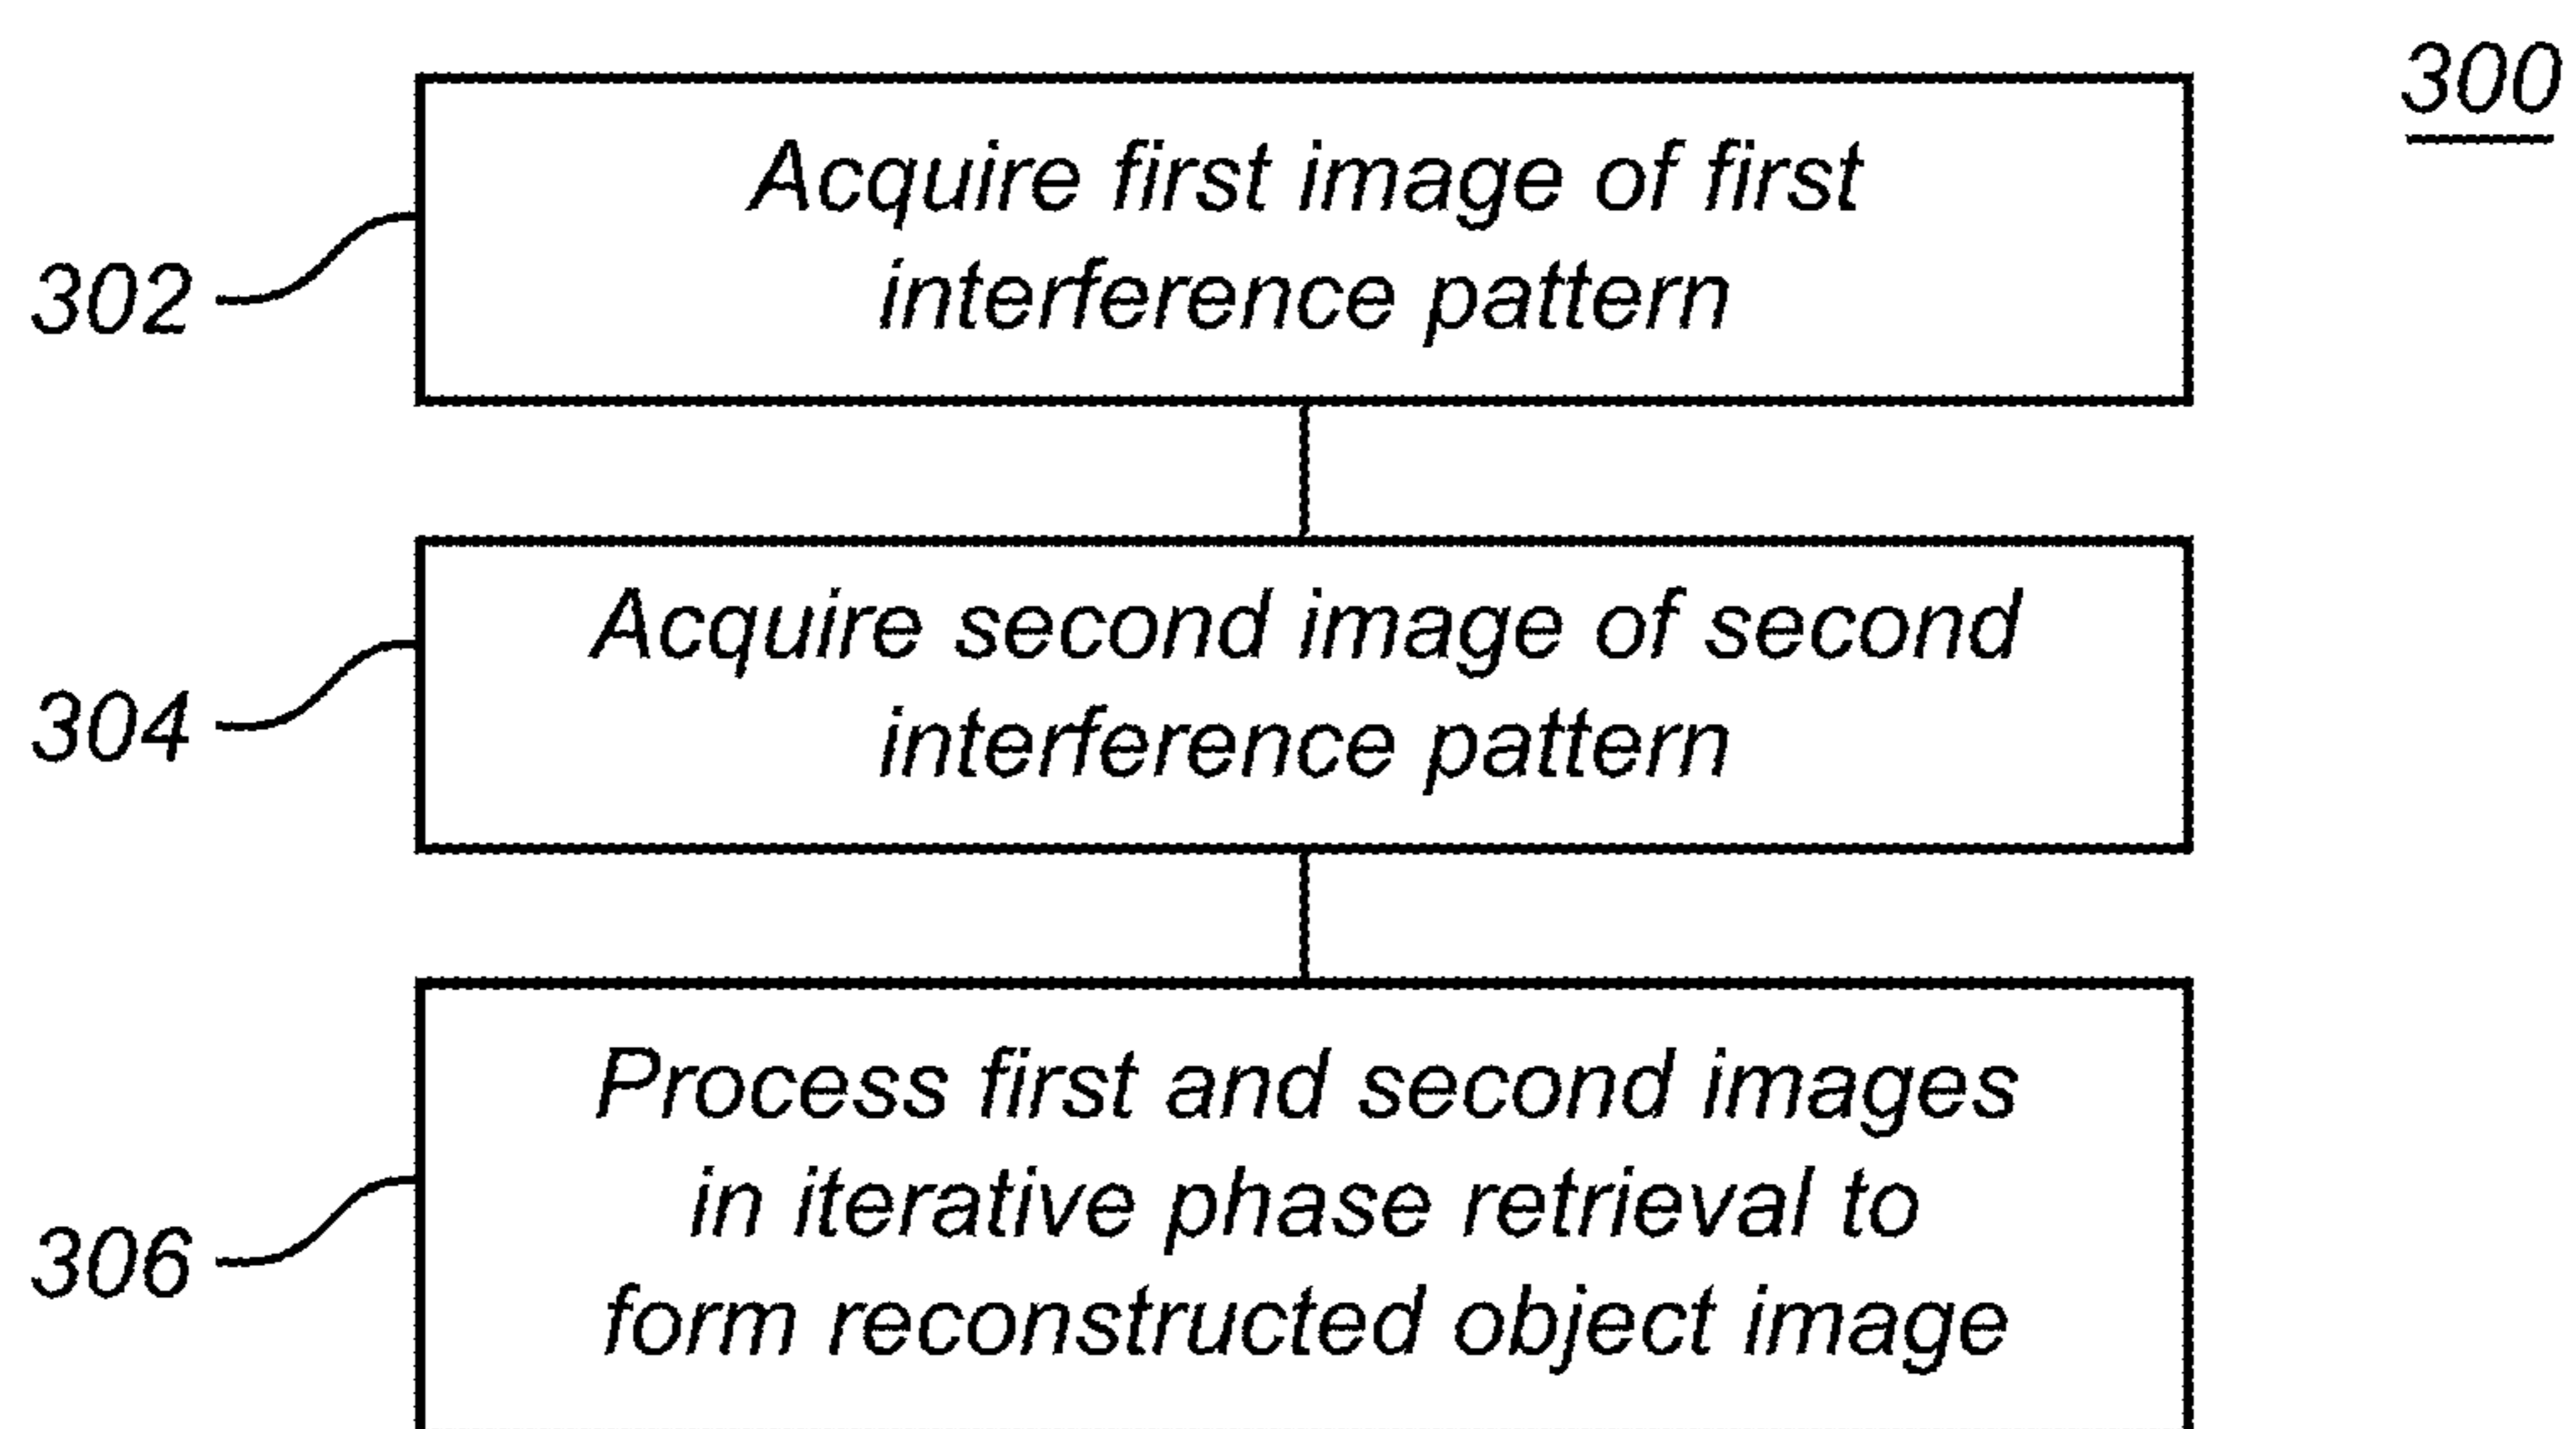 300
Acquire first image of first
interference pattern
302
Acquire second image of second
interference pattern
304
Process first and second images
in iterative phase retrieval to
form reconstructed object image
306